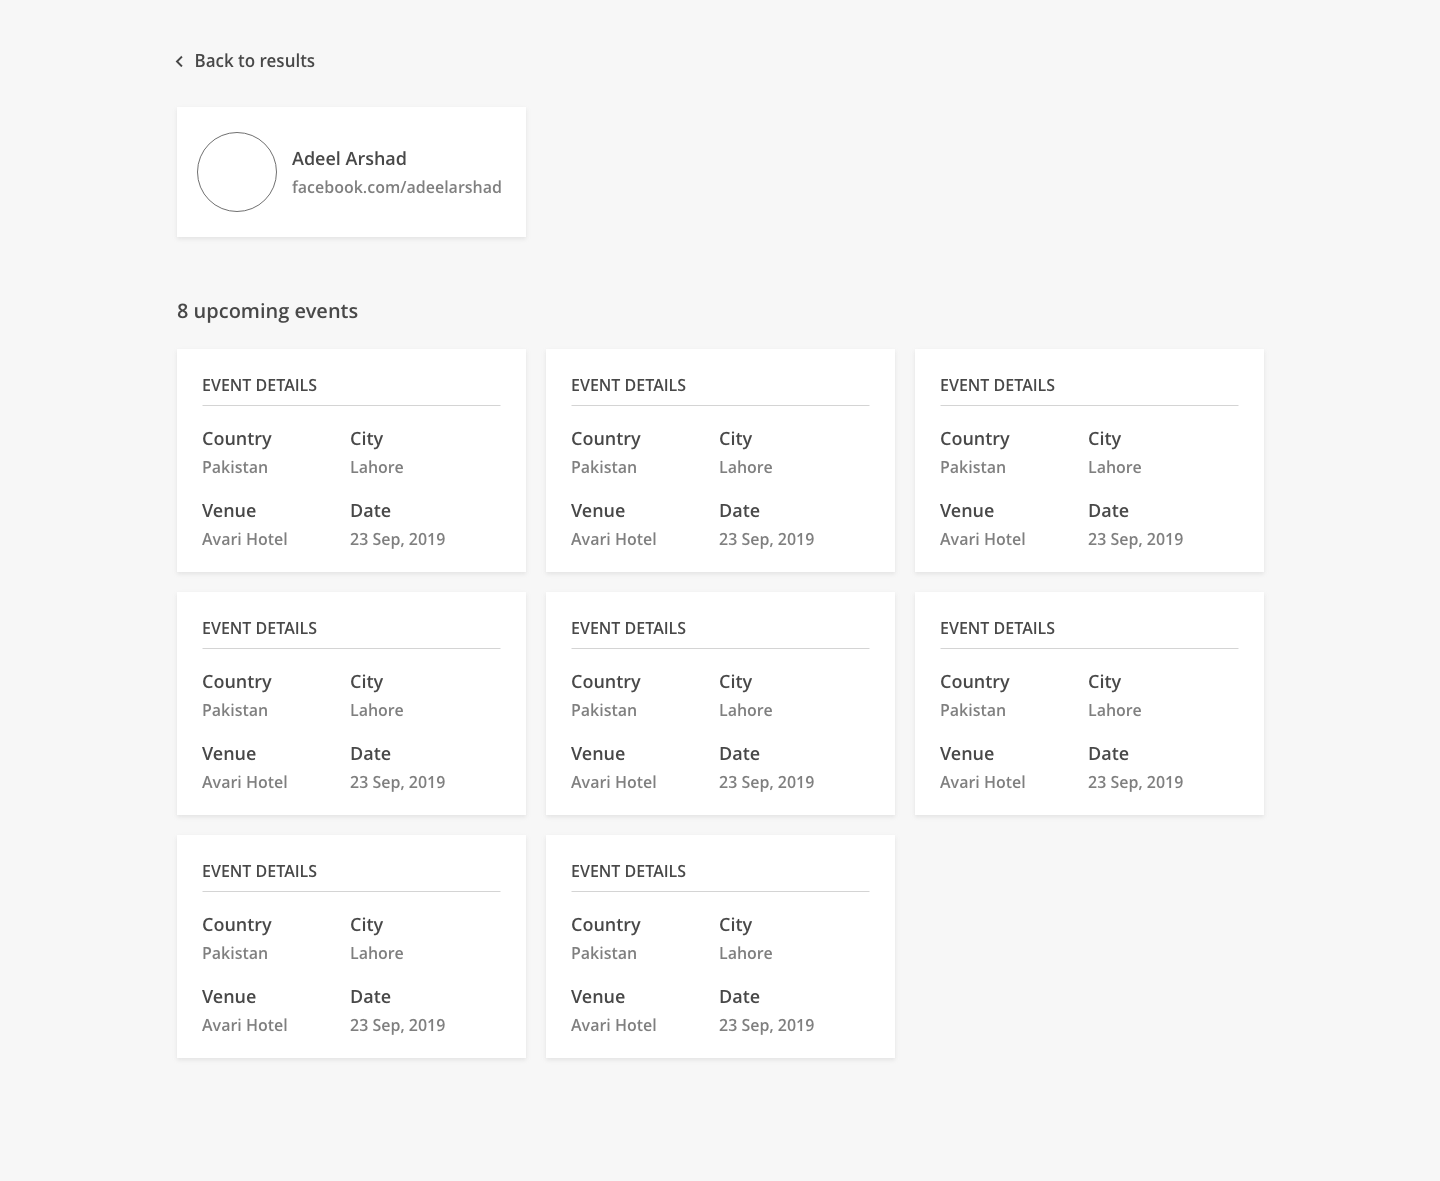 Back to results
Adeel Arshad
facebook.com/adeelarshad
8 upcoming events
EVENT DETAILS
Country City
Pakistan Lahore
Venue Date
Avari Hotel 23 Sep, 2019
EVENT DETAILS
Country City
Pakistan Lahore
Venue Date
Avari Hotel 23 Sep, 2019
EVENT DETAILS
Country City
Pakistan Lahore
Venue Date
Avari Hotel 23 Sep, 2019
EVENT DETAILS
Country City
Pakistan Lahore
Venue Date
Avari Hotel 23 Sep, 2019
EVENT DETAILS
Country City
Pakistan Lahore
Venue Date
Avari Hotel 23 Sep, 2019
EVENT DETAILS
Country City
Pakistan Lahore
Venue Date
Avari Hotel 23 Sep, 2019
EVENT DETAILS
Country City
Pakistan Lahore
Venue Date
Avari Hotel 23 Sep, 2019
EVENT DETAILS
Country City
Pakistan Lahore
Venue Date
Avari Hotel 23 Sep, 2019